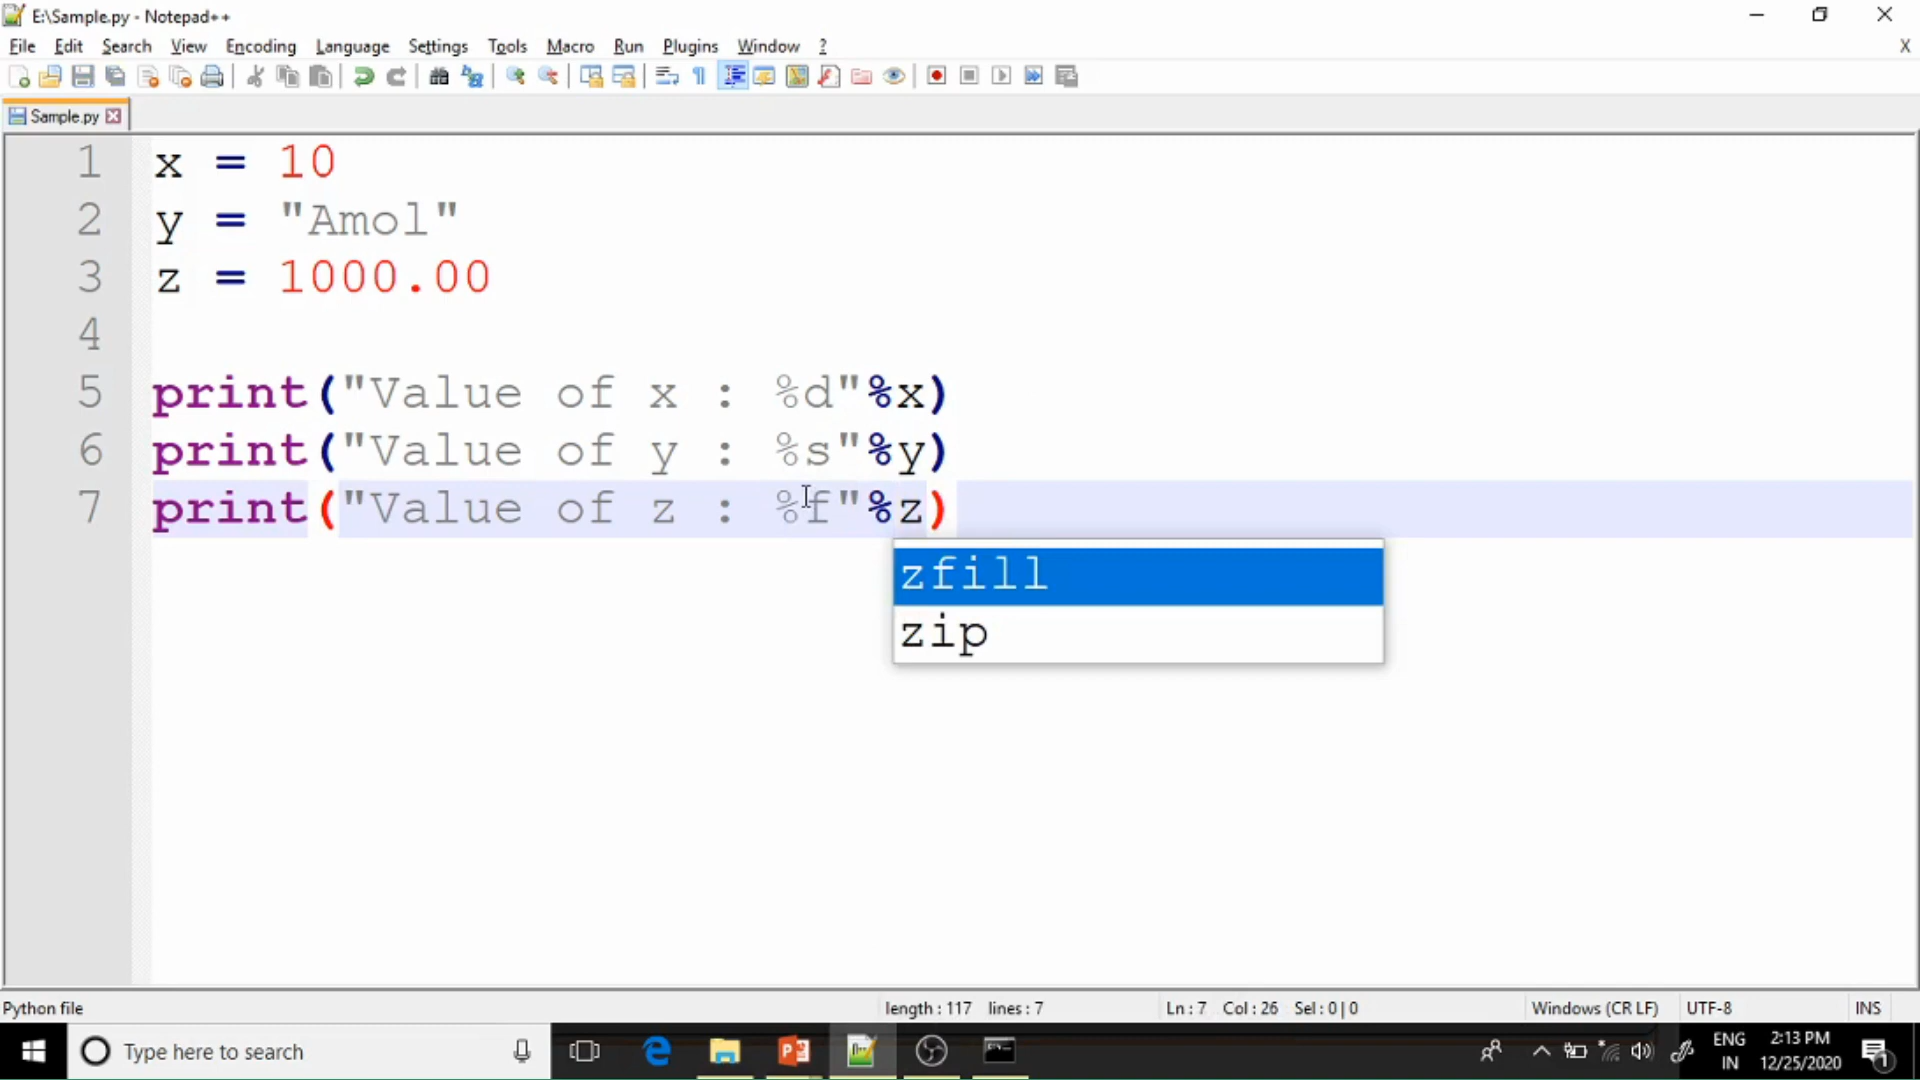 E:\Sample.py - Notepad++
File Edit Search View Encoding Language Settings Tools Macro Run Plugins Window ? X
Sample.py
1 x = 10
2 y = "Amol"
3 z = 1000.00
4
5 print("Value of x : %d"%x)
6 print("Value of y : %s"%y)
7 print("Value of z : %f"%z)
zfill
zip
Python file length : 117 lines : 7 Ln : 7 Col : 26 Sel : 0 | 0 Windows (CR LF) UTF-8 INS
Type here to search
ENG 2:13 PM
IN 12/25/2020
1